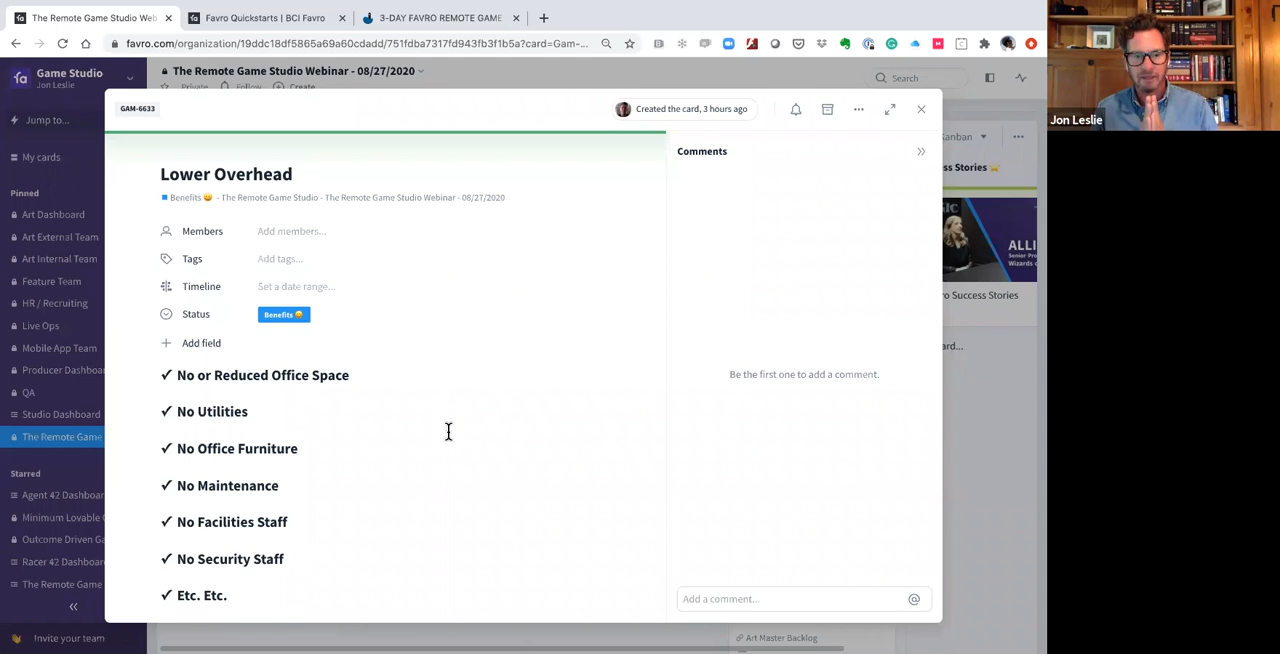 The Remote Game Studio Web
Favro Quickstarts | BCI Favro
3-DAY FAVRO REMOTE GAME
favro.com/organization/19ddc18df5865a69a60cdadd/751fdba7317fd943fb3f1b5a?card=Gam-...
Game Studio
Jon Leslie
The Remote Game Studio Webinar - 08/27/2020
Private
Follow
Create
Search
Jump to...
My cards
Pinned
Art Dashboard
Art External Team
Art Internal Team
Feature Team
HR / Recruiting
Live Ops
Mobile App Team
Producer Dashboa
QA
Studio Dashboard
The Remote Game
Starred
Agent 42 Dashboar
Minimum Lovable
Outcome Driven Ga
Racer 42 Dashboar
The Remote Game
Invite your team
GAM-6633
Created the card, 3 hours ago
Lower Overhead
Benefits 😀 - The Remote Game Studio - The Remote Game Studio Webinar - 08/27/2020
Members Add members...
Tags Add tags...
Timeline Set a date range...
Status Benefits 😀
Add field
✓ No or Reduced Office Space
✓ No Utilities
✓ No Office Furniture
✓ No Maintenance
✓ No Facilities Staff
✓ No Security Staff
✓ Etc. Etc.
Comments
Be the first one to add a comment.
Add a comment...
Kanban
ss Stories
ALLI
Senior Pro
Wizards o
ro Success Stories
ard...
Art Master Backlog
Jon Leslie